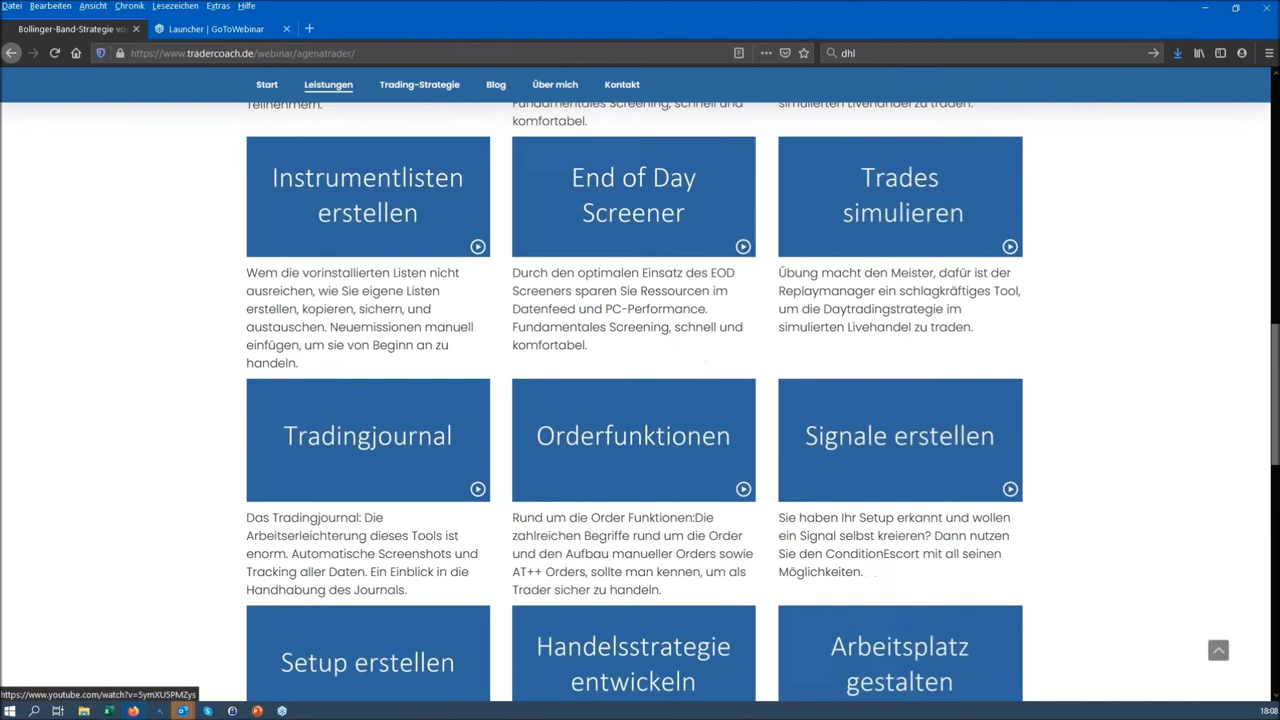 Datei Bearbeiten Ansicht Chronik Lesezeichen Extras Hilfe
Bollinger-Band-Strategie vo
Launcher | GoToWebinar
https://www.tradercoach.de/webinar/agenatrader/
dhl
Start Leistungen Trading-Strategie Blog Über mich Kontakt
Teilnehmern.
Fundamentales Screening, schnell und
komfortabel.
simulierten Livehandel zu traden.
Instrumentlisten
erstellen
End of Day
Screener
Trades
simulieren
Wem die vorinstallierten Listen nicht
ausreichen, wie Sie eigene Listen
erstellen, kopieren, sichern, und
austauschen. Neuemissionen manuell
einfügen, um sie von Beginn an zu
handeln.
Durch den optimalen Einsatz des EOD
Screeners sparen Sie Ressourcen im
Datenfeed und PC-Performance.
Fundamentales Screening, schnell und
komfortabel.
Übung macht den Meister, dafür ist der
Replaymanager ein schlagkräftiges Tool,
um die Daytradingstrategie im
simulierten Livehandel zu traden.
Tradingjournal
Orderfunktionen
Signale erstellen
Das Tradingjournal: Die
Arbeitserleichterung dieses Tools ist
enorm. Automatische Screenshots und
Tracking aller Daten. Ein Einblick in die
Handhabung des Journals.
Rund um die Order Funktionen:Die
zahlreichen Begriffe rund um die Order
und den Aufbau manueller Orders sowie
AT++ Orders, sollte man kennen, um als
Trader sicher zu handeln.
Sie haben Ihr Setup erkannt und wollen
ein Signal selbst kreieren? Dann nutzen
Sie den ConditionEscort mit all seinen
Möglichkeiten.
Setup erstellen
Handelsstrategie
entwickeln
Arbeitsplatz
gestalten
https://www.youtube.com/watch?v=5ymXU5PMZys
18:08